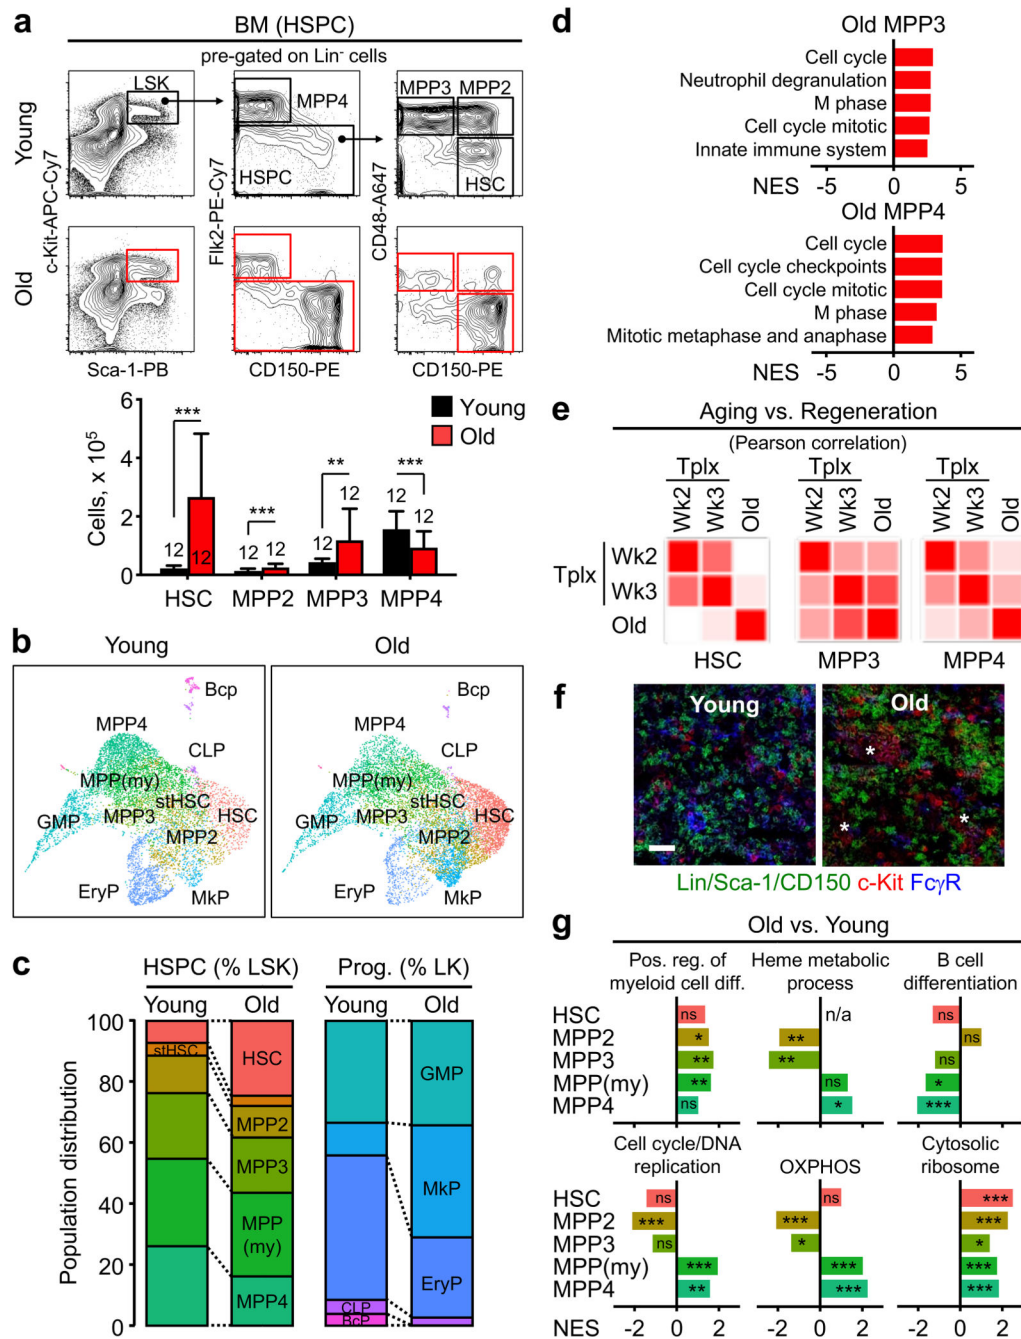 a
BM (HSPC)
pre-gated on Lin⁻ cells
Young
LSK
MPP4
HSPC
MPP3 MPP2
HSC
c-Kit-APC-Cy7
Flk2-PE-Cy7
CD48-A647
Old
Sca-1-PB CD150-PE CD150-PE
Cells, x 10⁵
6
4
2
0
Young
Old
*** *** ** ***
12 12 12 12 12 12 12 12
HSC MPP2 MPP3 MPP4
b
Young Old
Bcp
MPP4
CLP
MPP(my)
stHSC
GMP MPP3 HSC
MPP2
EryP MkP
Bcp
MPP4
CLP
MPP(my)
stHSC
GMP MPP3 HSC
MPP2
EryP MkP
c
HSPC (% LSK) Prog. (% LK)
Young Old Young Old
Population distribution
100
80
60
40
20
0
stHSC
HSC
MPP2
MPP3
MPP
(my)
MPP4
CLP
BcP
GMP
MkP
EryP
d
Old MPP3
Cell cycle
Neutrophil degranulation
M phase
Cell cycle mitotic
Innate immune system
NES -5 0 5
Old MPP4
Cell cycle
Cell cycle checkpoints
Cell cycle mitotic
M phase
Mitotic metaphase and anaphase
NES -5 0 5
e
Aging vs. Regeneration
(Pearson correlation)
Tplx Tplx Tplx
Wk2 Wk3 Old Wk2 Wk3 Old Wk2 Wk3 Old
Tplx
Wk2
Wk3
Old
HSC MPP3 MPP4
f
Young Old
*
* *
Lin/Sca-1/CD150 c-Kit FcγR
g
Old vs. Young
Pos. reg. of Heme metabolic B cell
myeloid cell diff. process differentiation
HSC ns n/a ns
MPP2 * ** ns
MPP3 ** ** ns
MPP(my) ** ns *
MPP4 ns * ***
Cell cycle/DNA Cytosolic
replication OXPHOS ribosome
HSC ns ns ***
MPP2 *** *** ***
MPP3 ns * *
MPP(my) *** *** ***
MPP4 ** *** ***
NES -2 0 2 -2 0 2 -2 0 2